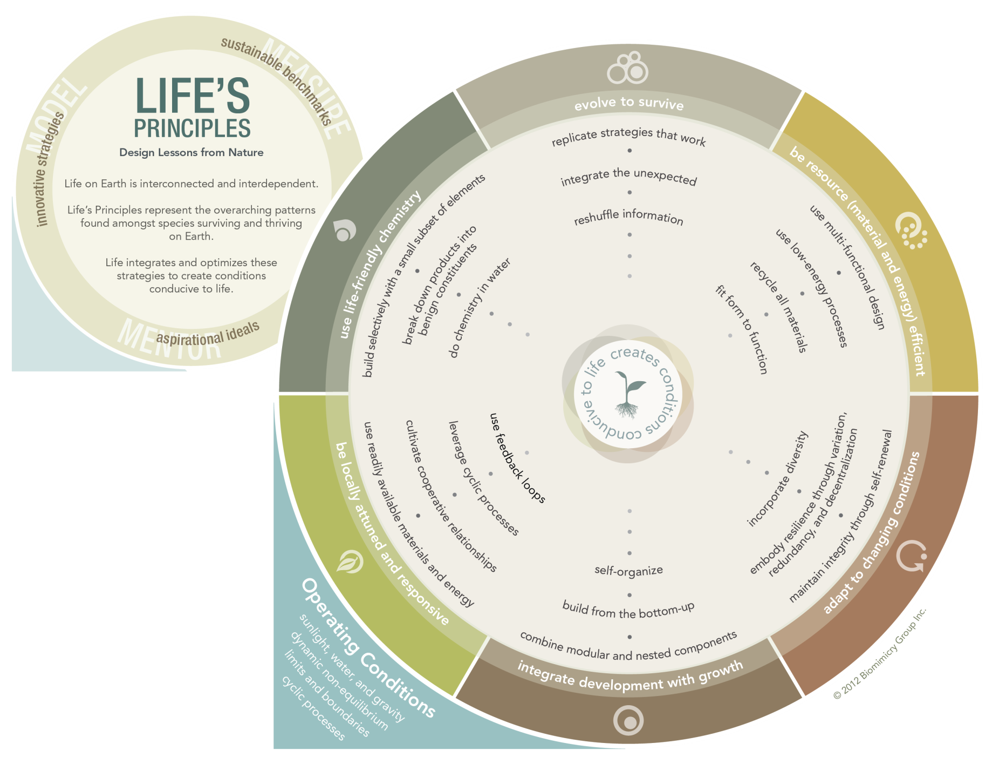 MODEL
innovative strategies
MEASURE
sustainable benchmarks
MENTOR
aspirational ideals
LIFE’S
PRINCIPLES
Design Lessons from Nature
Life on Earth is interconnected and interdependent.
Life’s Principles represent the overarching patterns
found amongst species surviving and thriving
on Earth.
Life integrates and optimizes these
strategies to create conditions
conducive to life.
evolve to survive
replicate strategies that work
integrate the unexpected
reshuffle information
be resource (material and energy) efficient
use multi-functional design
use low-energy processes
recycle all materials
fit form to function
adapt to changing conditions
maintain integrity through self-renewal
embody resilience through variation,
redundancy, and decentralization
incorporate diversity
integrate development with growth
combine modular and nested components
build from the bottom-up
self-organize
be locally attuned and responsive
use readily available materials and energy
cultivate cooperative relationships
leverage cyclic processes
use feedback loops
use life-friendly chemistry
build selectively with a small subset of elements
break down products into
benign constituents
do chemistry in water
creates conditions conducive to life
Operating Conditions
sunlight, water, and gravity
dynamic non-equilibrium
limits and boundaries
cyclic processes
© 2012 Biomimicry Group Inc.